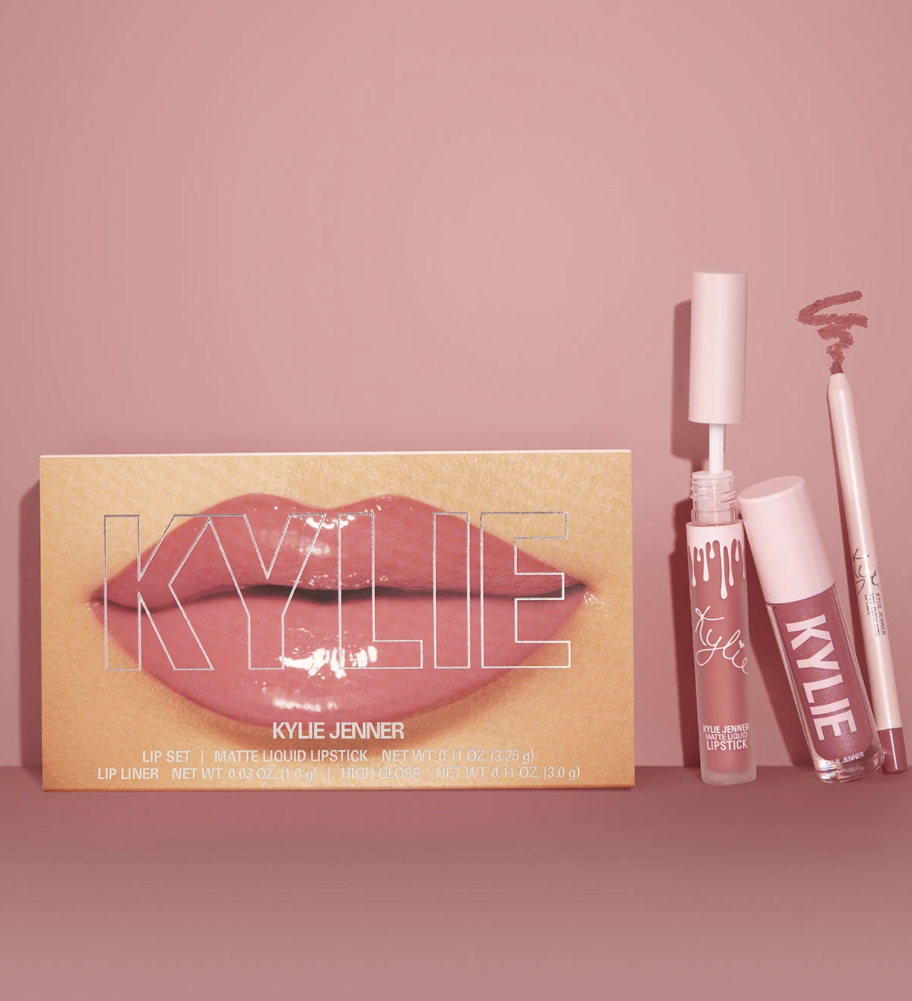 KYLIE
KYLIE JENNER
LIP SET | MATTE LIQUID LIPSTICK NET WT. 0.11 OZ. (3.25 g)
LIP LINER NET WT. 0.03 OZ. (1.0 g) | HIGH GLOSS NET WT. 0.11 OZ. (3.0 g)
Kylie
KYLIE JENNER
MATTE LIQUID
LIPSTICK
KYLIE
KYLIE JENNER
KYLIE JENNER